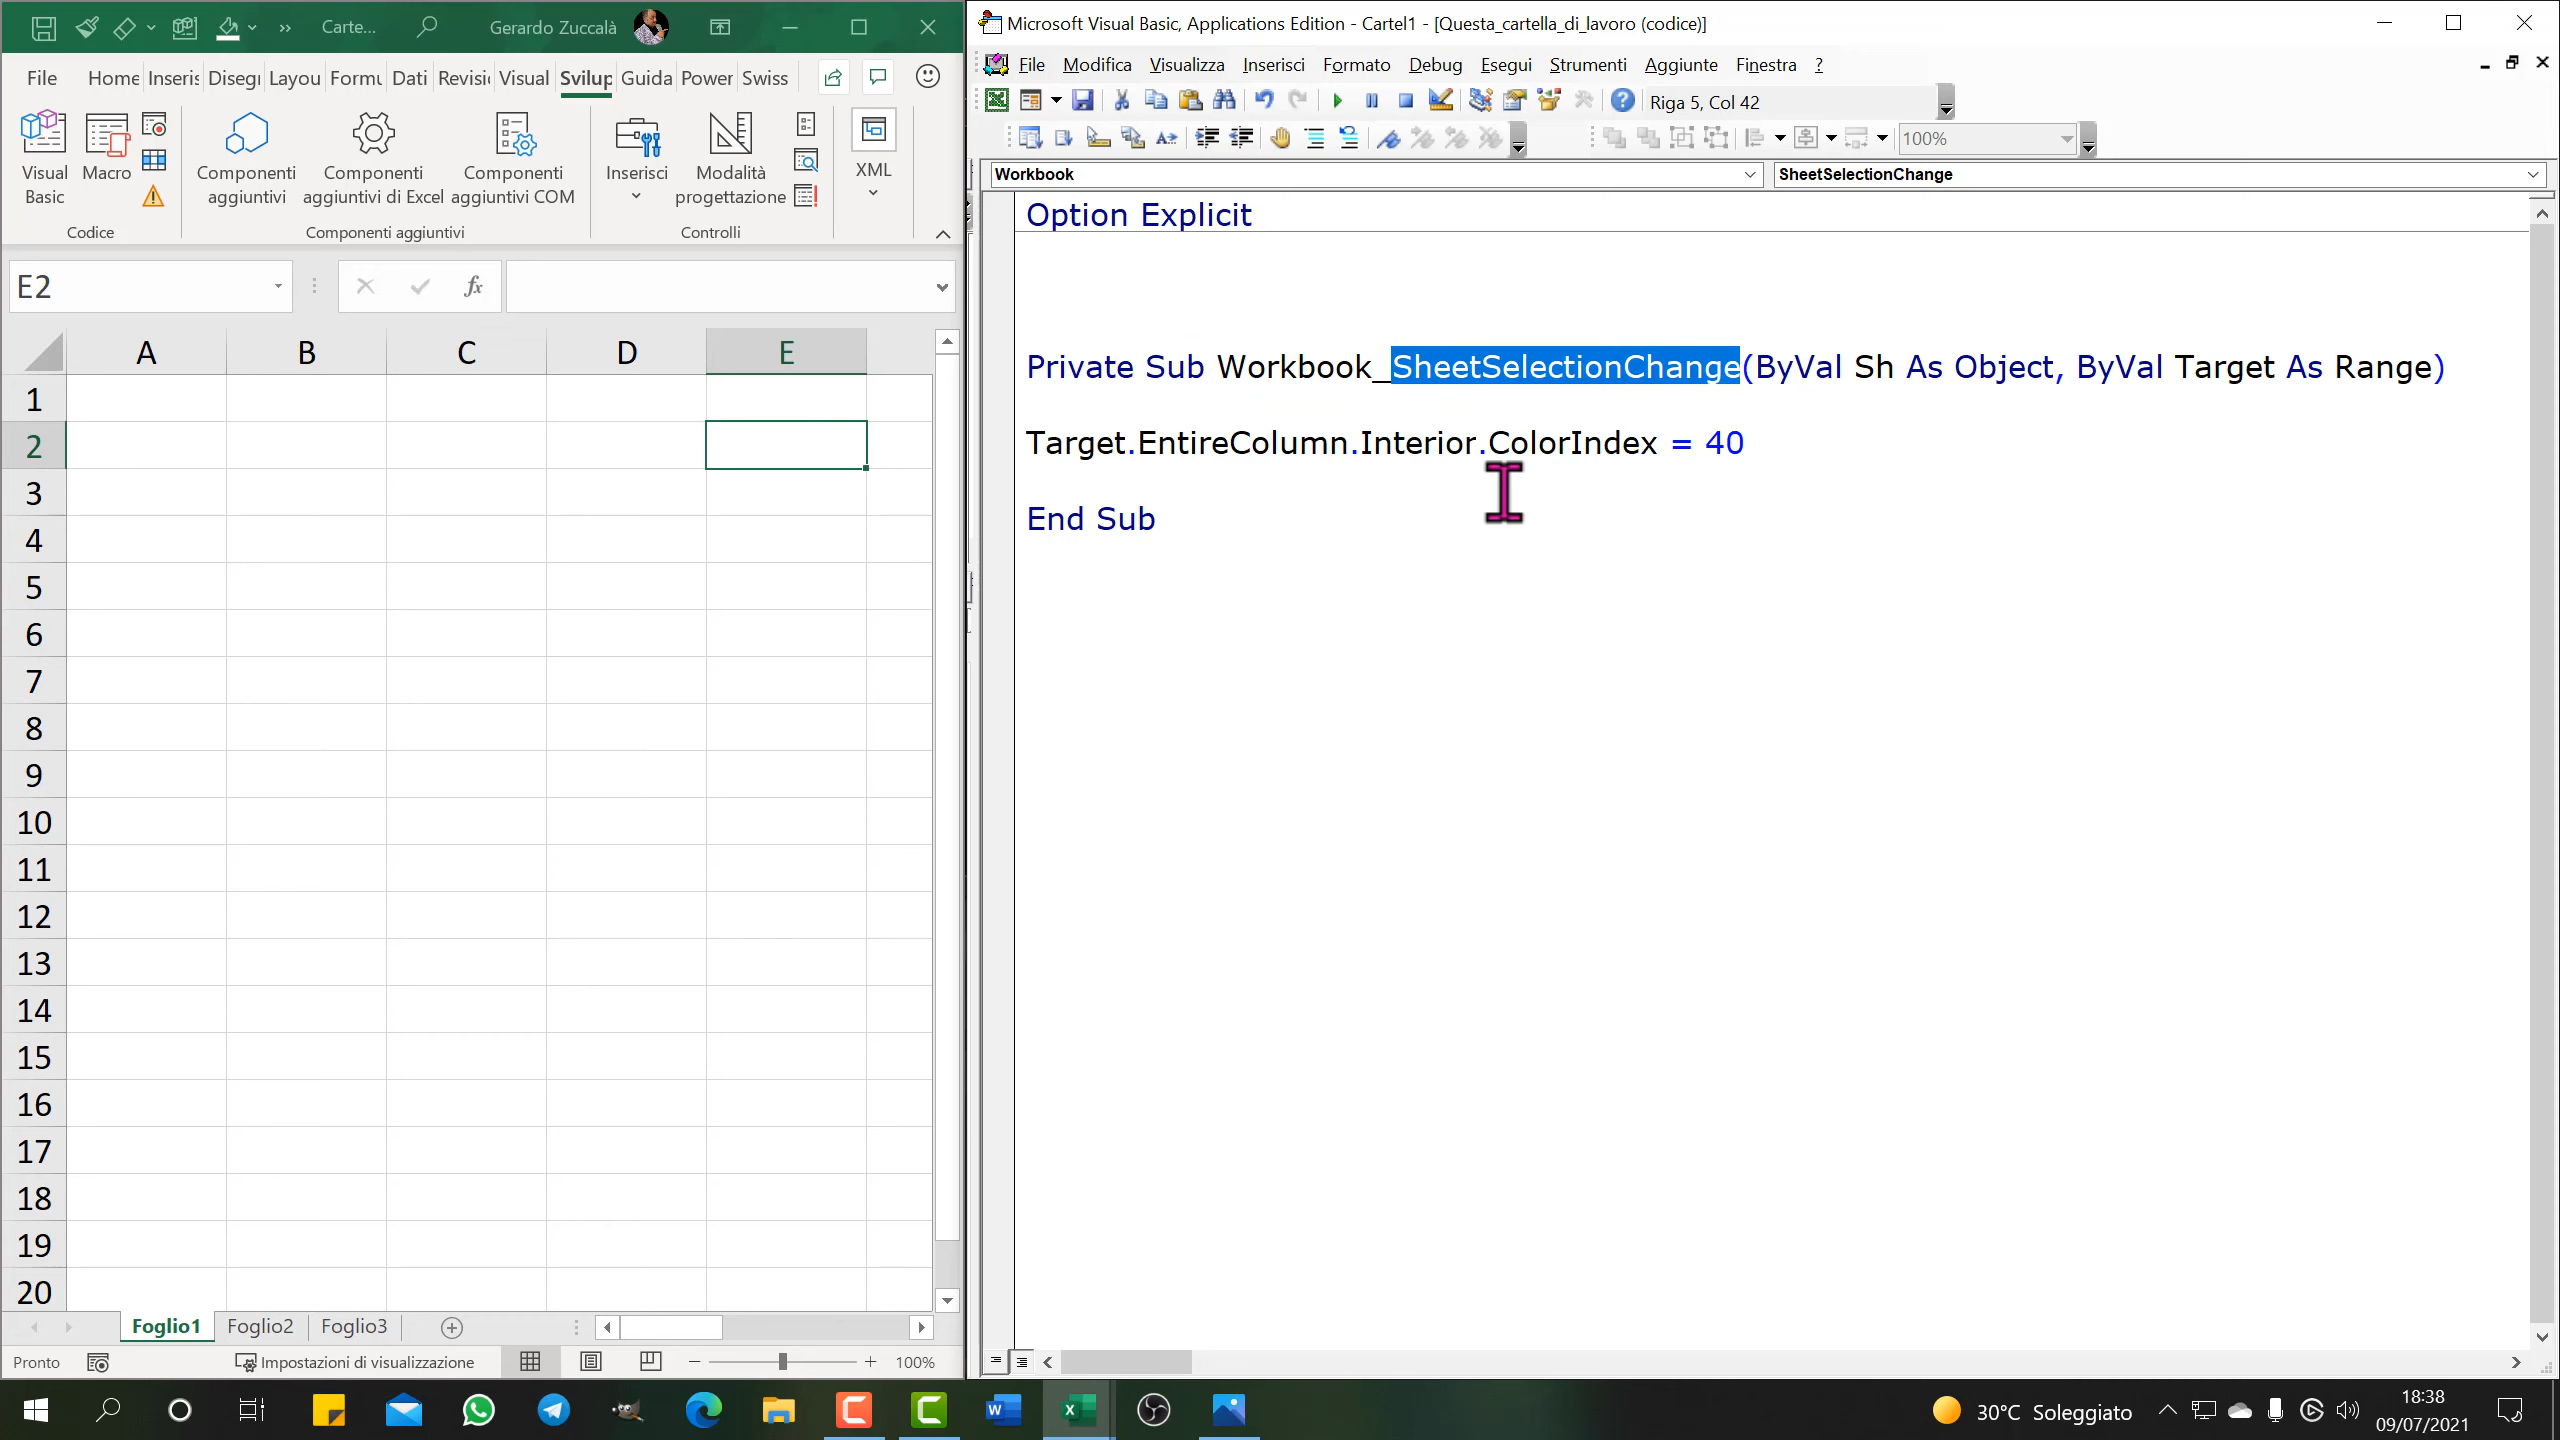 Carte...
Gerardo Zuccalà
File Home Inseris Disegı Layou Formu Dati Revisic Visual Svilup Guida Power Swiss
Visual Basic
Macro
Componenti aggiuntivi
Componenti aggiuntivi di Excel
Componenti aggiuntivi COM
Inserisci
Modalità progettazione
XML
Codice
Componenti aggiuntivi
Controlli
E2
fx
A B C D E
1
2
3
4
5
6
7
8
9
10
11
12
13
14
15
16
17
18
19
20
Foglio1 Foglio2 Foglio3
Pronto
Impostazioni di visualizzazione
100%
Microsoft Visual Basic, Applications Edition - Cartel1 - [Questa_cartella_di_lavoro (codice)]
File Modifica Visualizza Inserisci Formato Debug Esegui Strumenti Aggiunte Finestra ?
Riga 5, Col 42
100%
Workbook
SheetSelectionChange
Option Explicit
Private Sub Workbook_SheetSelectionChange(ByVal Sh As Object, ByVal Target As Range)
Target.EntireColumn.Interior.ColorIndex = 40
End Sub
30°C Soleggiato
18:38
09/07/2021